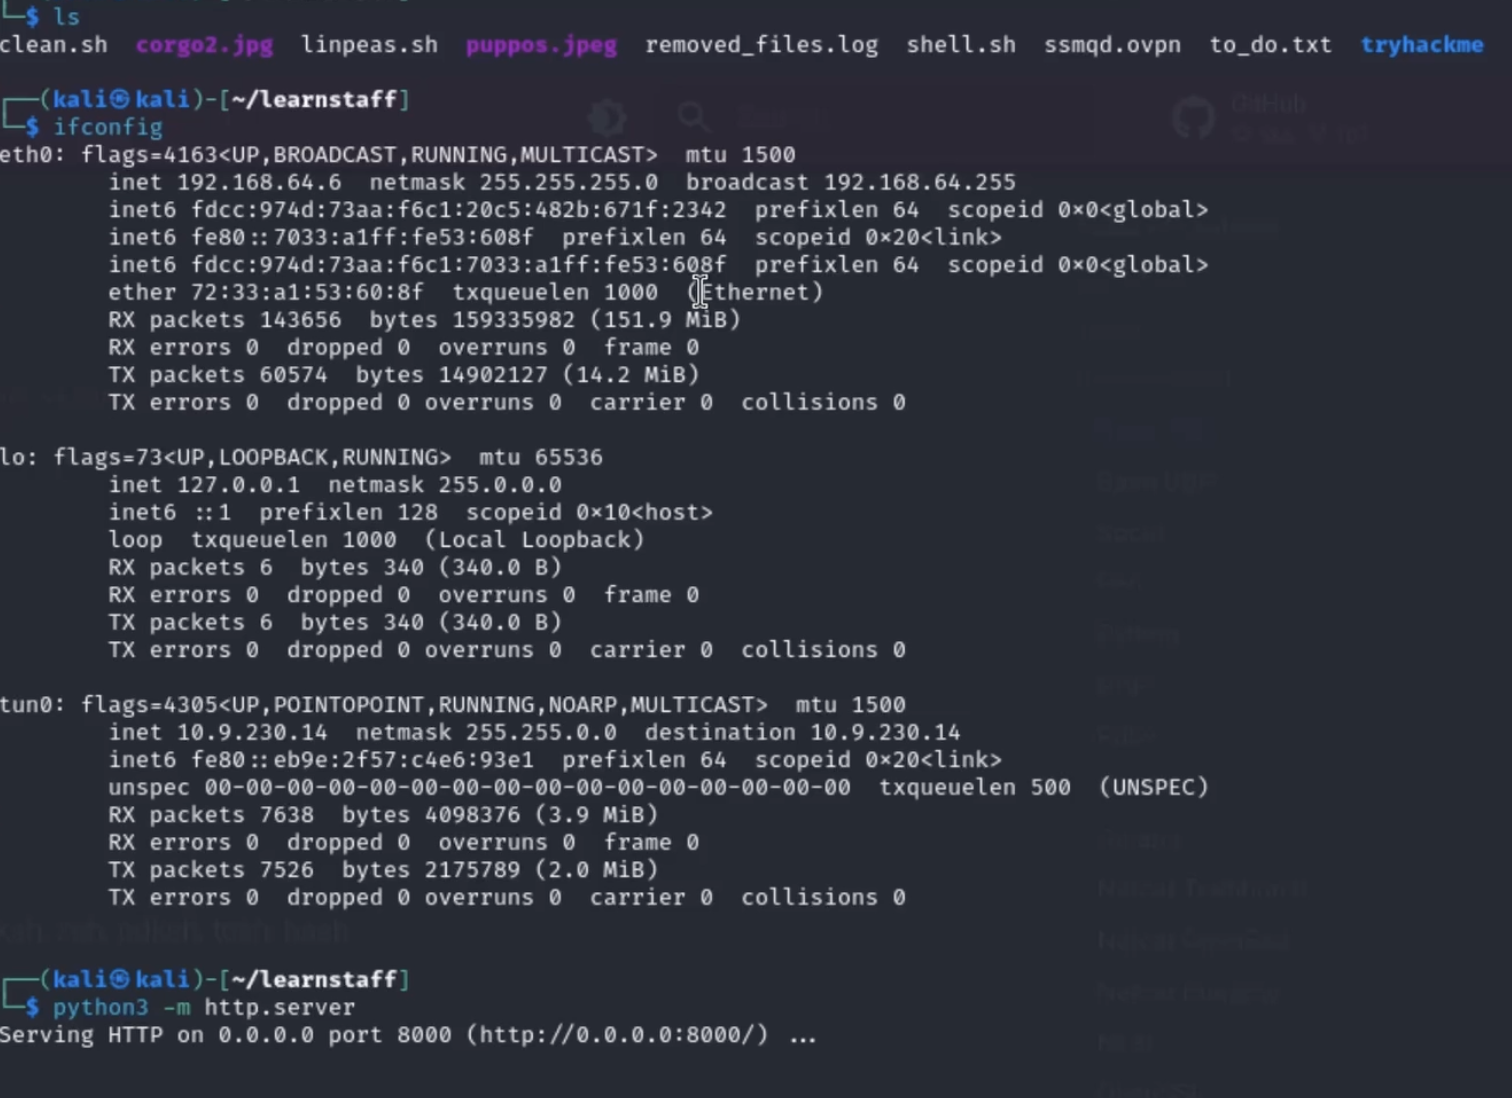 └─$ ls
clean.sh  corgo2.jpg  linpeas.sh  puppos.jpeg  removed_files.log  shell.sh  ssmqd.ovpn  to_do.txt  tryhackme
┌──(kali㉿kali)-[~/learnstaff]
└─$ ifconfig
eth0: flags=4163<UP,BROADCAST,RUNNING,MULTICAST>  mtu 1500
        inet 192.168.64.6  netmask 255.255.255.0  broadcast 192.168.64.255
        inet6 fdcc:974d:73aa:f6c1:20c5:482b:671f:2342  prefixlen 64  scopeid 0×0<global>
        inet6 fe80::7033:a1ff:fe53:608f  prefixlen 64  scopeid 0×20<link>
        inet6 fdcc:974d:73aa:f6c1:7033:a1ff:fe53:608f  prefixlen 64  scopeid 0×0<global>
        ether 72:33:a1:53:60:8f  txqueuelen 1000  (Ethernet)
        RX packets 143656  bytes 159335982 (151.9 MiB)
        RX errors 0  dropped 0  overruns 0  frame 0
        TX packets 60574  bytes 14902127 (14.2 MiB)
        TX errors 0  dropped 0 overruns 0  carrier 0  collisions 0
lo: flags=73<UP,LOOPBACK,RUNNING>  mtu 65536
        inet 127.0.0.1  netmask 255.0.0.0
        inet6 ::1  prefixlen 128  scopeid 0×10<host>
        loop  txqueuelen 1000  (Local Loopback)
        RX packets 6  bytes 340 (340.0 B)
        RX errors 0  dropped 0  overruns 0  frame 0
        TX packets 6  bytes 340 (340.0 B)
        TX errors 0  dropped 0 overruns 0  carrier 0  collisions 0
tun0: flags=4305<UP,POINTOPOINT,RUNNING,NOARP,MULTICAST>  mtu 1500
        inet 10.9.230.14  netmask 255.255.0.0  destination 10.9.230.14
        inet6 fe80::eb9e:2f57:c4e6:93e1  prefixlen 64  scopeid 0×20<link>
        unspec 00-00-00-00-00-00-00-00-00-00-00-00-00-00-00-00  txqueuelen 500  (UNSPEC)
        RX packets 7638  bytes 4098376 (3.9 MiB)
        RX errors 0  dropped 0  overruns 0  frame 0
        TX packets 7526  bytes 2175789 (2.0 MiB)
        TX errors 0  dropped 0 overruns 0  carrier 0  collisions 0
┌──(kali㉿kali)-[~/learnstaff]
└─$ python3 -m http.server
Serving HTTP on 0.0.0.0 port 8000 (http://0.0.0.0:8000/) ...
GitHub